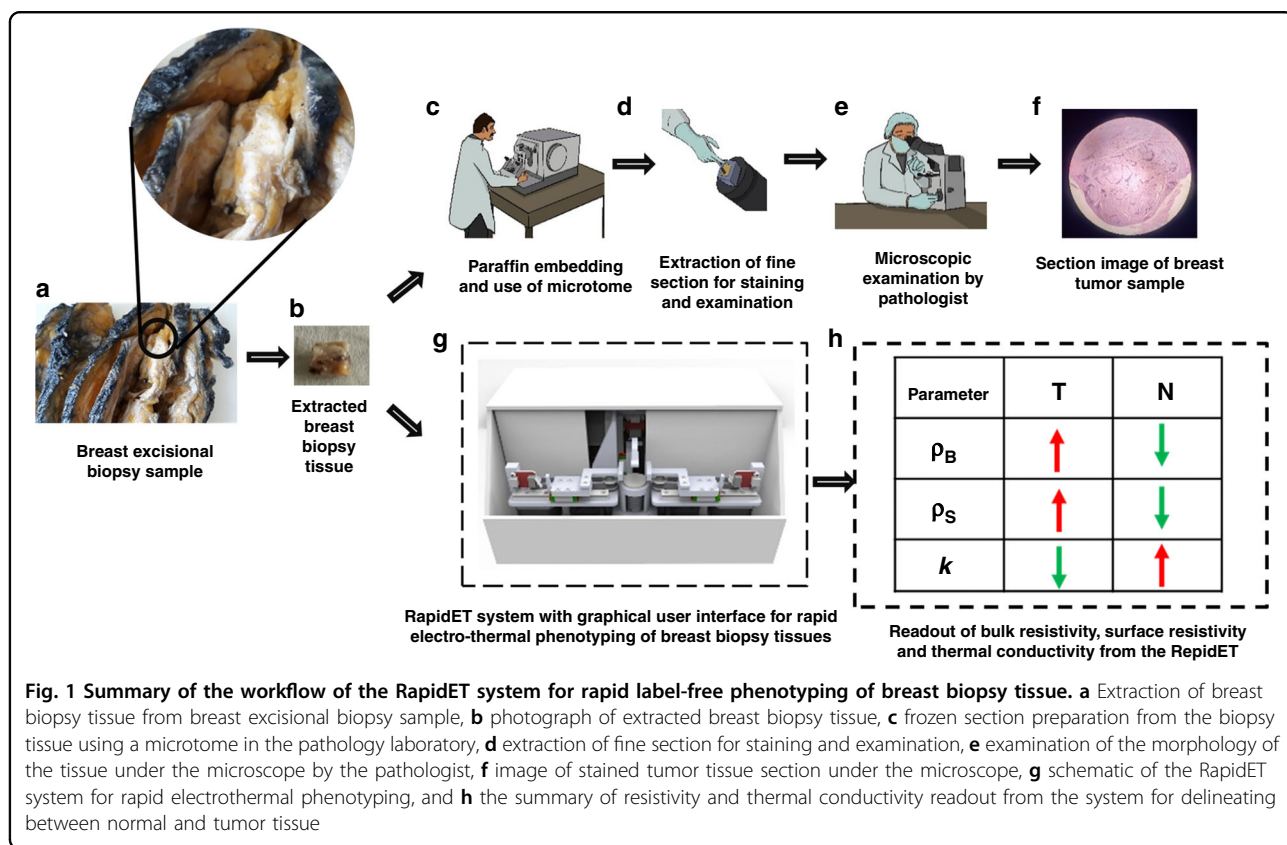 a
Breast excisional
biopsy sample
b
Extracted
breast
biopsy
tissue
c
Paraffin embedding
and use of microtome
d
Extraction of fine
section for staining
and examination
e
Microscopic
examination by
pathologist
f
Section image of breast
tumor sample
g
RapidET system with graphical user interface for rapid
electro-thermal phenotyping of breast biopsy tissues
h
Parameter T N
ρB
ρS
k
Readout of bulk resistivity, surface resistivity
and thermal conductivity from the RepidET
Fig. 1 Summary of the workflow of the RapidET system for rapid label-free phenotyping of breast biopsy tissue. a Extraction of breast
biopsy tissue from breast excisional biopsy sample, b photograph of extracted breast biopsy tissue, c frozen section preparation from the biopsy
tissue using a microtome in the pathology laboratory, d extraction of fine section for staining and examination, e examination of the morphology of
the tissue under the microscope by the pathologist, f image of stained tumor tissue section under the microscope, g schematic of the RapidET
system for rapid electrothermal phenotyping, and h the summary of resistivity and thermal conductivity readout from the system for delineating
between normal and tumor tissue